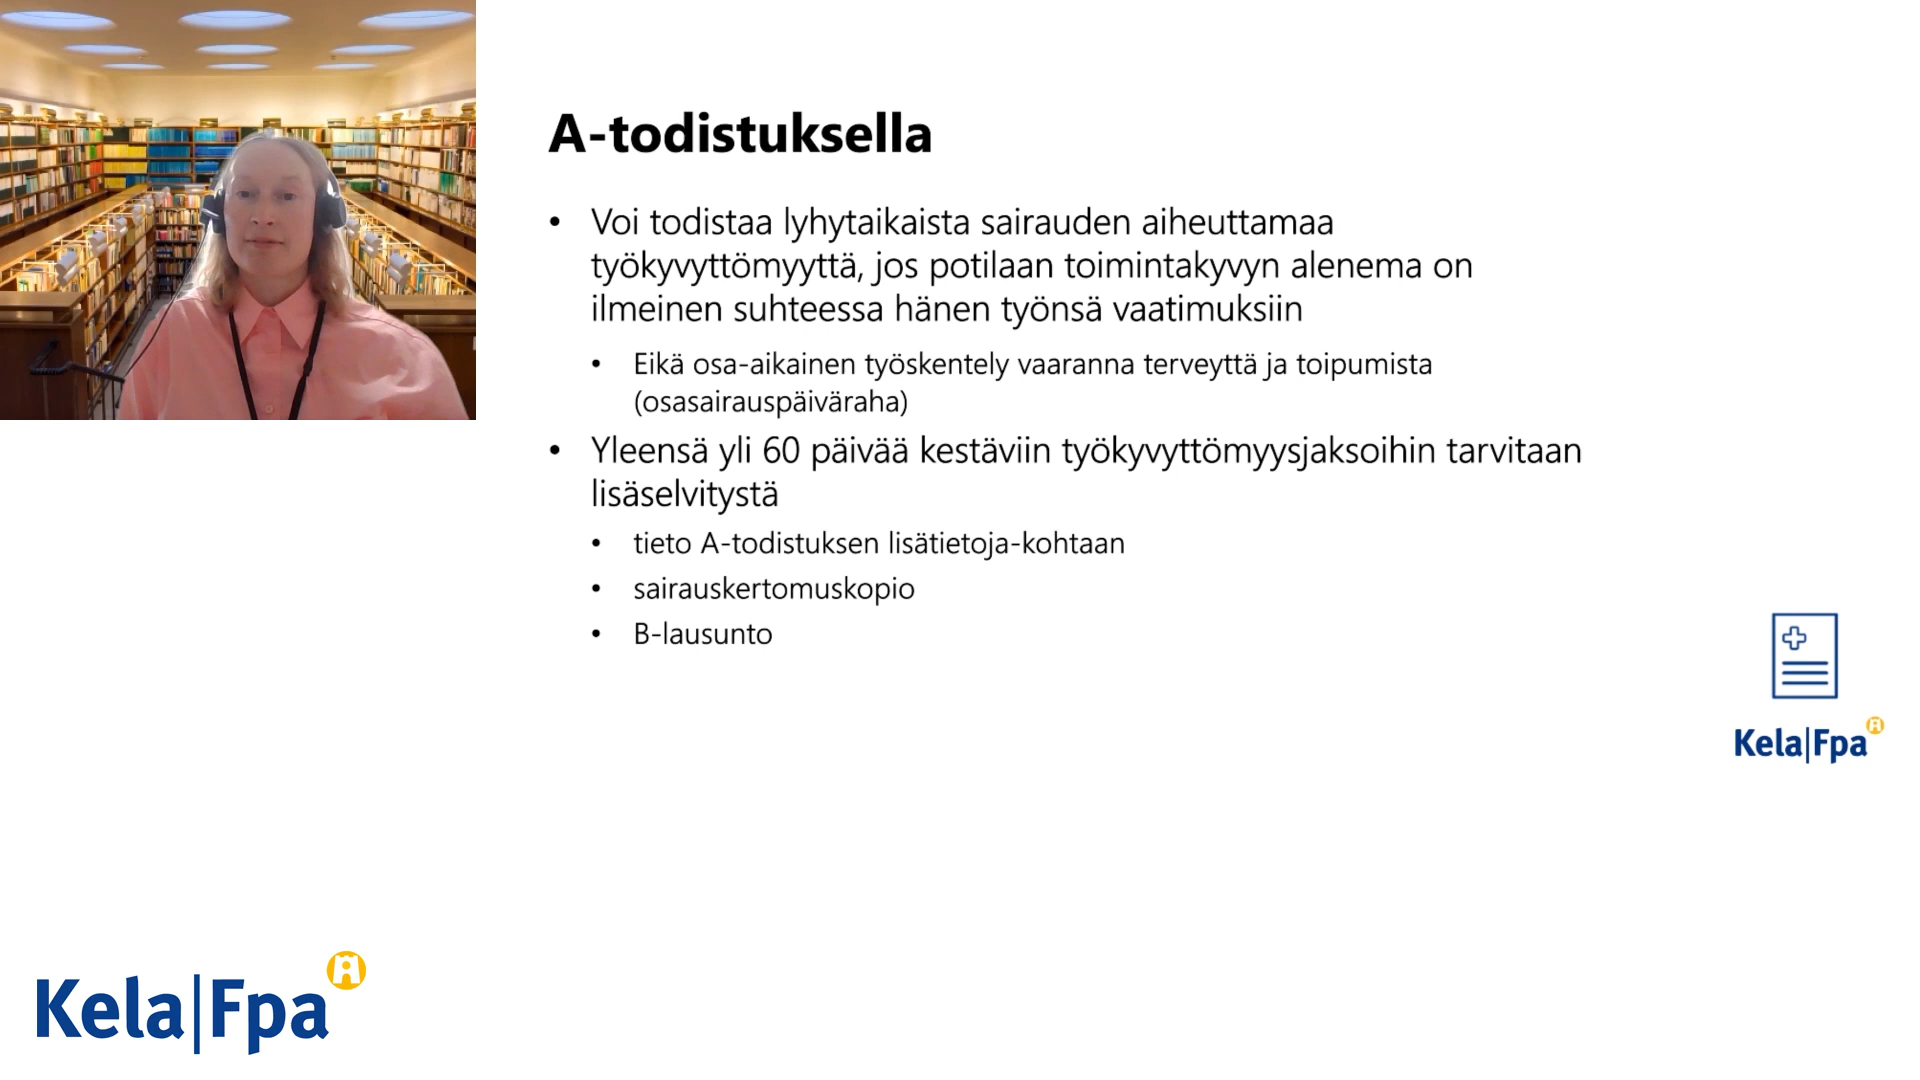 A-todistuksella
• Voi todistaa lyhytaikaista sairauden aiheuttamaa
työkyvyttömyyttä, jos potilaan toimintakyvyn alenema on
ilmeinen suhteessa hänen työnsä vaatimuksiin
• Eikä osa-aikainen työskentely vaaranna terveyttä ja toipumista
(osasairauspäiväraha)
• Yleensä yli 60 päivää kestäviin työkyvyttömyysjaksoihin tarvitaan
lisäselvitystä
• tieto A-todistuksen lisätietoja-kohtaan
• sairauskertomuskopio
• B-lausunto
Kela|Fpa
Kela|Fpa